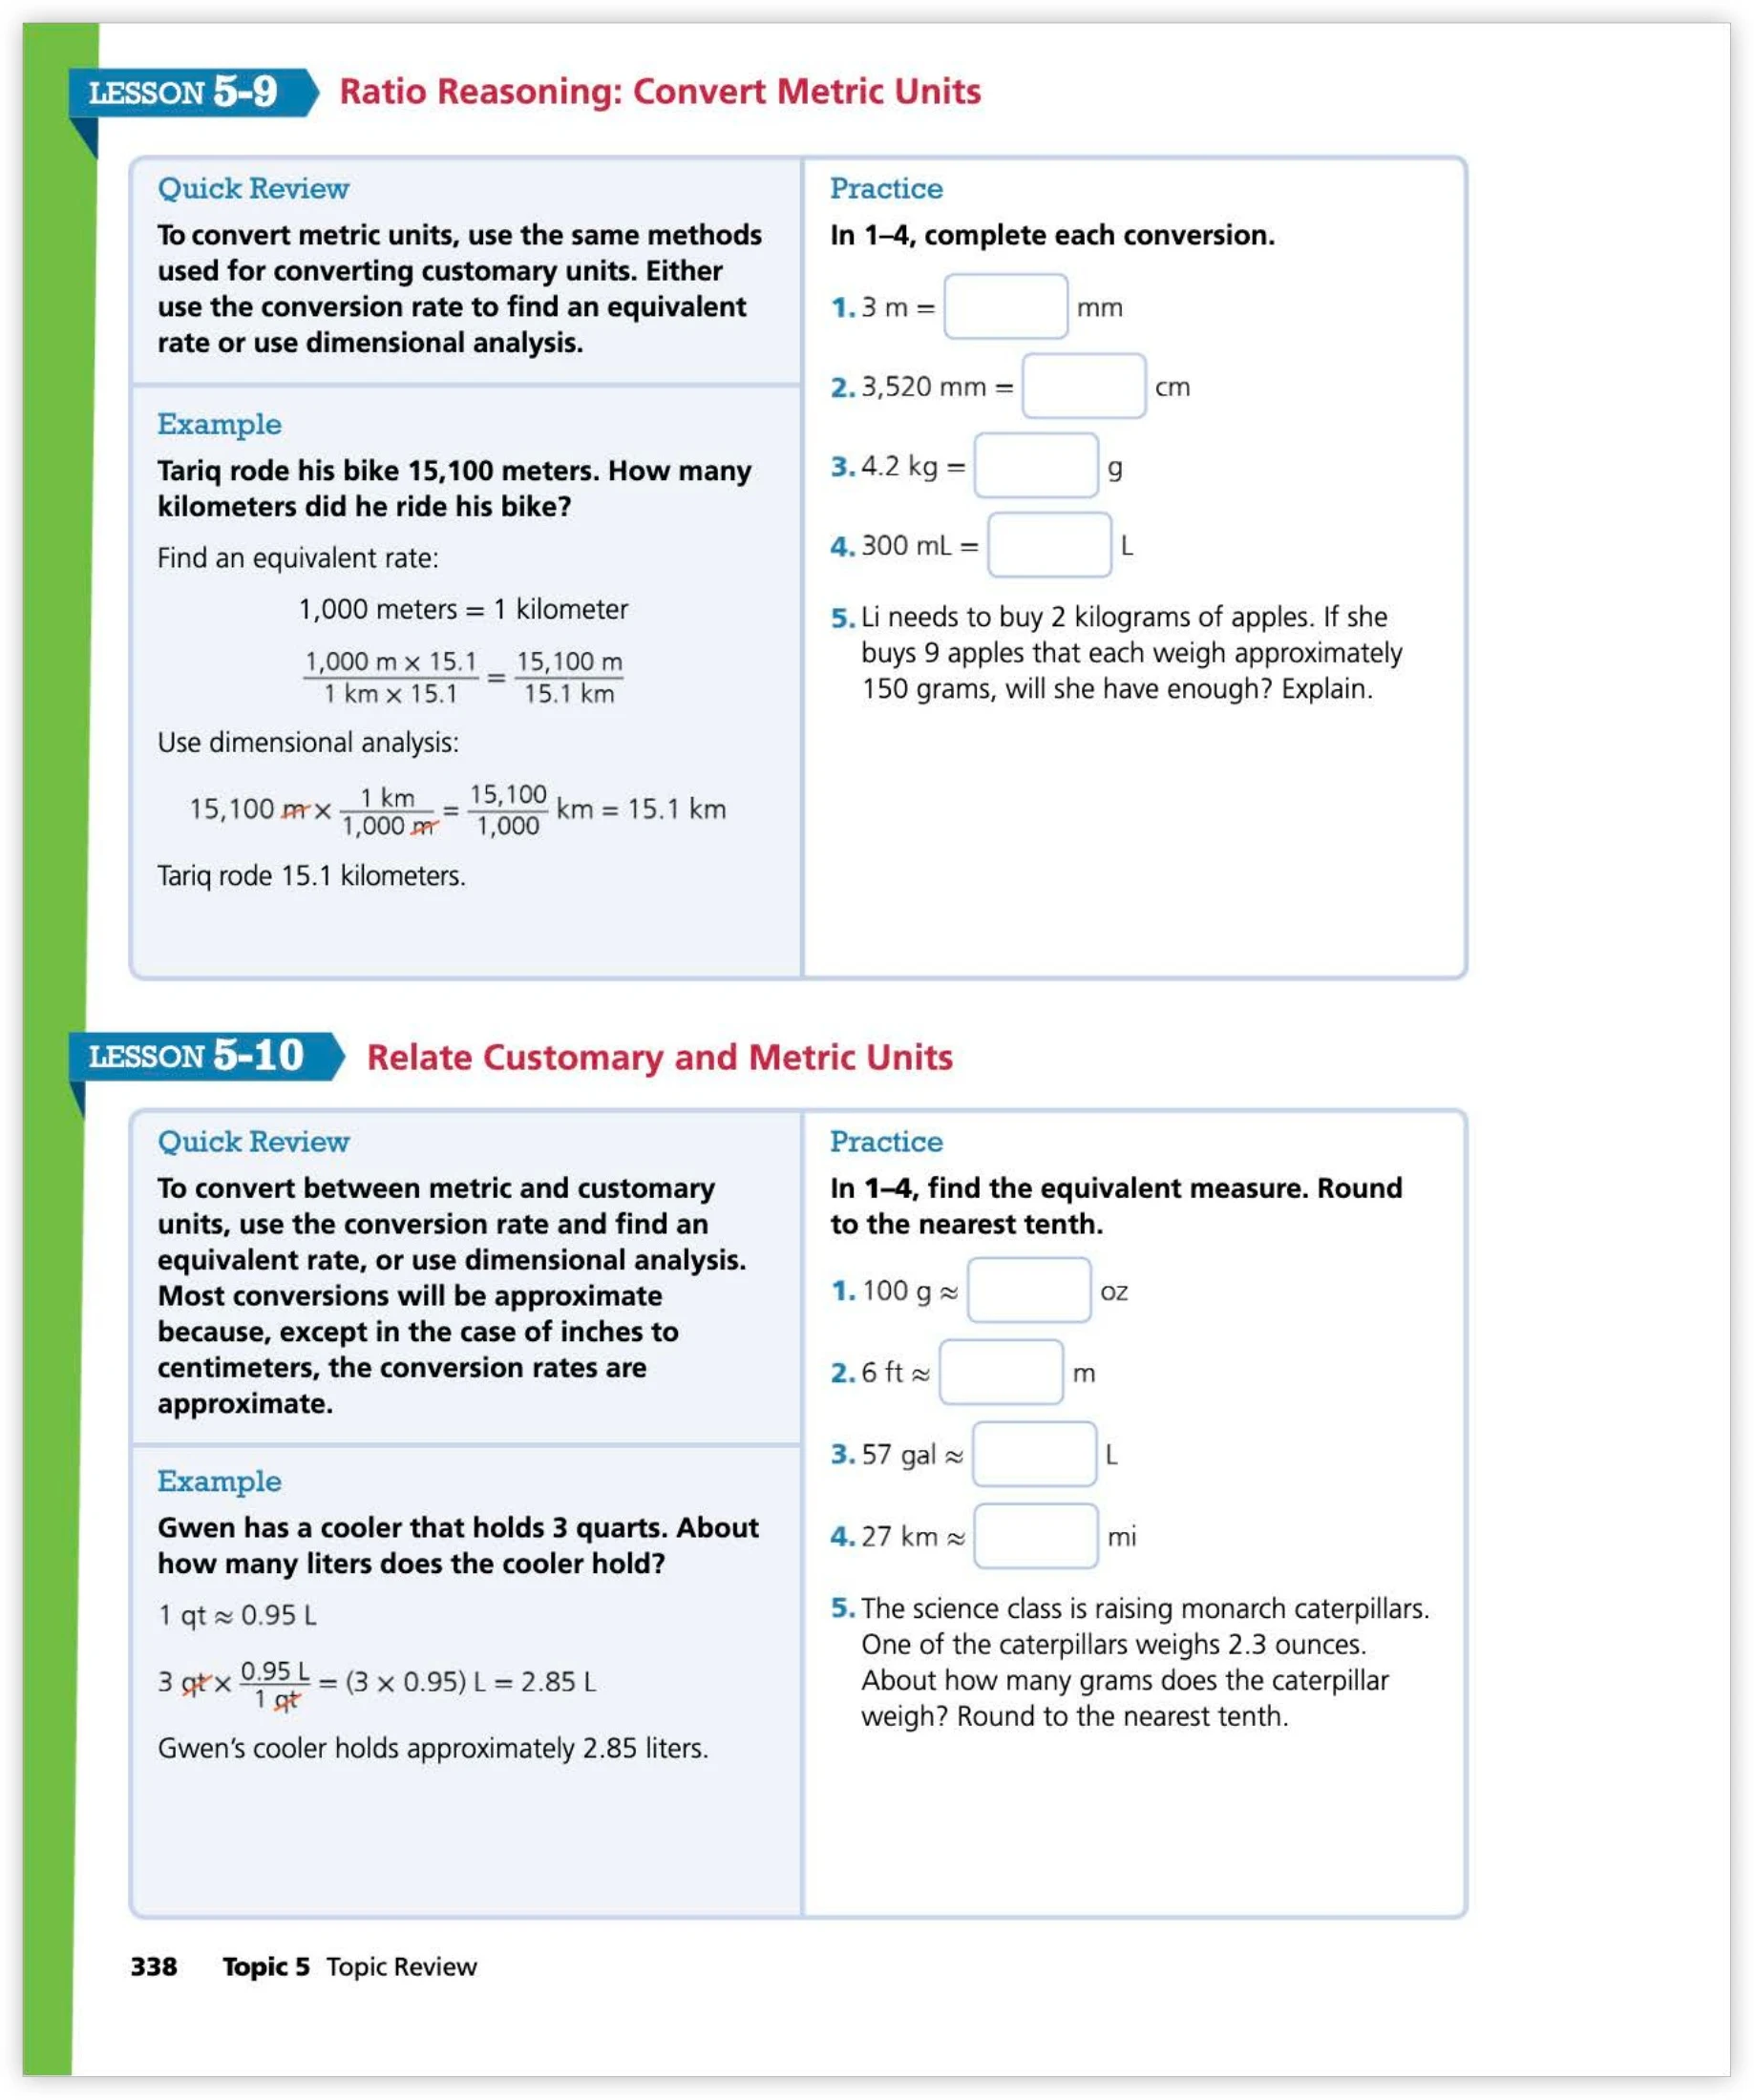 LESSON 5-9 Ratio Reasoning: Convert Metric Units
Quick Review
To convert metric units, use the same methods
used for converting customary units. Either
use the conversion rate to find an equivalent
rate or use dimensional analysis.
Example
Tariq rode his bike 15,100 meters. How many
kilometers did he ride his bike?
Find an equivalent rate:
1,000 meters = 1 kilometer
1,000 m × 15.1 / 1 km × 15.1 = 15,100 m / 15.1 km
Use dimensional analysis:
15,100 m × 1 km / 1,000 m = 15,100 / 1,000 km = 15.1 km
Tariq rode 15.1 kilometers.
Practice
In 1–4, complete each conversion.
1. 3 m = mm
2. 3,520 mm = cm
3. 4.2 kg = g
4. 300 mL = L
5. Li needs to buy 2 kilograms of apples. If she
buys 9 apples that each weigh approximately
150 grams, will she have enough? Explain.
LESSON 5-10 Relate Customary and Metric Units
Quick Review
To convert between metric and customary
units, use the conversion rate and find an
equivalent rate, or use dimensional analysis.
Most conversions will be approximate
because, except in the case of inches to
centimeters, the conversion rates are
approximate.
Example
Gwen has a cooler that holds 3 quarts. About
how many liters does the cooler hold?
1 qt ≈ 0.95 L
3 qt × 0.95 L / 1 qt = (3 × 0.95) L = 2.85 L
Gwen's cooler holds approximately 2.85 liters.
Practice
In 1–4, find the equivalent measure. Round
to the nearest tenth.
1. 100 g ≈ oz
2. 6 ft ≈ m
3. 57 gal ≈ L
4. 27 km ≈ mi
5. The science class is raising monarch caterpillars.
One of the caterpillars weighs 2.3 ounces.
About how many grams does the caterpillar
weigh? Round to the nearest tenth.
338 Topic 5 Topic Review